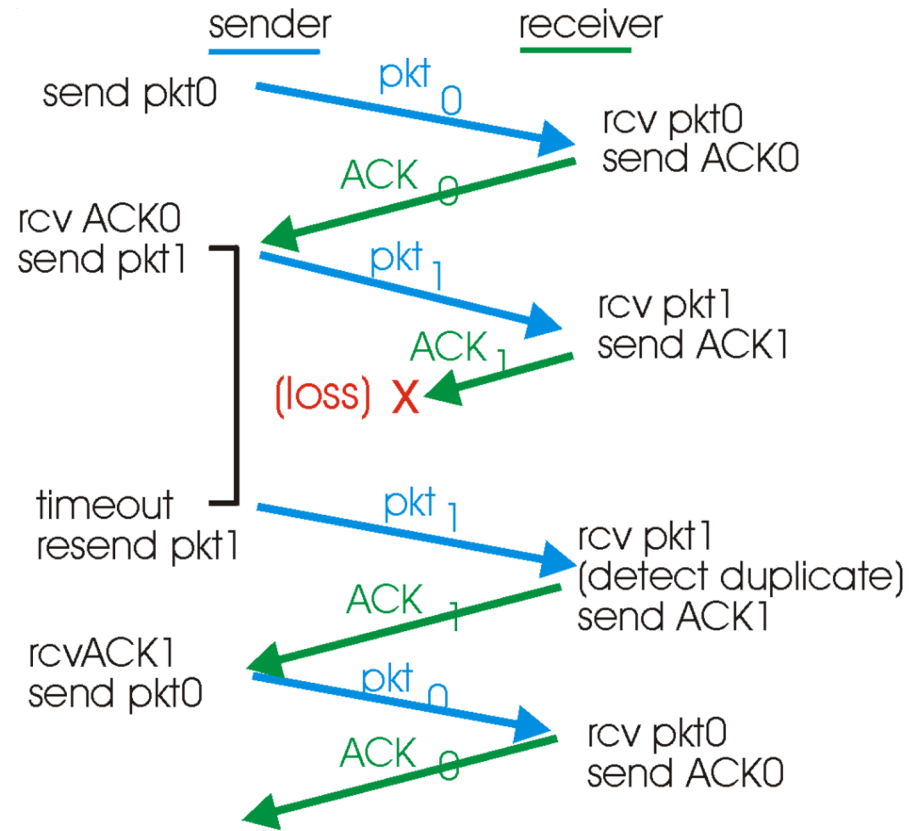 sender
receiver
send pkt0
pkt 0
rcv pkt0
send ACK0
ACK 0
rcv ACK0
send pkt1
pkt 1
rcv pkt1
send ACK1
ACK 1
(loss) X
timeout
resend pkt1
pkt 1
rcv pkt1
(detect duplicate)
send ACK1
ACK 1
rcvACK1
send pkt0
pkt 0
rcv pkt0
send ACK0
ACK 0